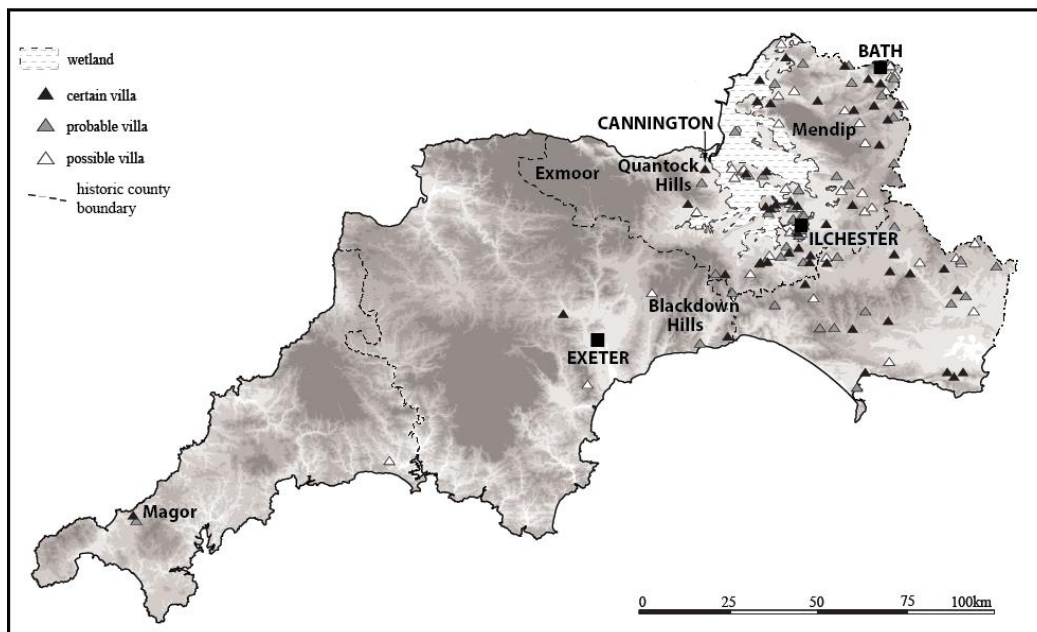 wetland
certain villa
probable villa
possible villa
historic county
boundary
BATH
CANNINGTON
Mendip
Quantock
Hills
Exmoor
ILCHESTER
Blackdown
Hills
EXETER
Magor
0 25 50 75 100km